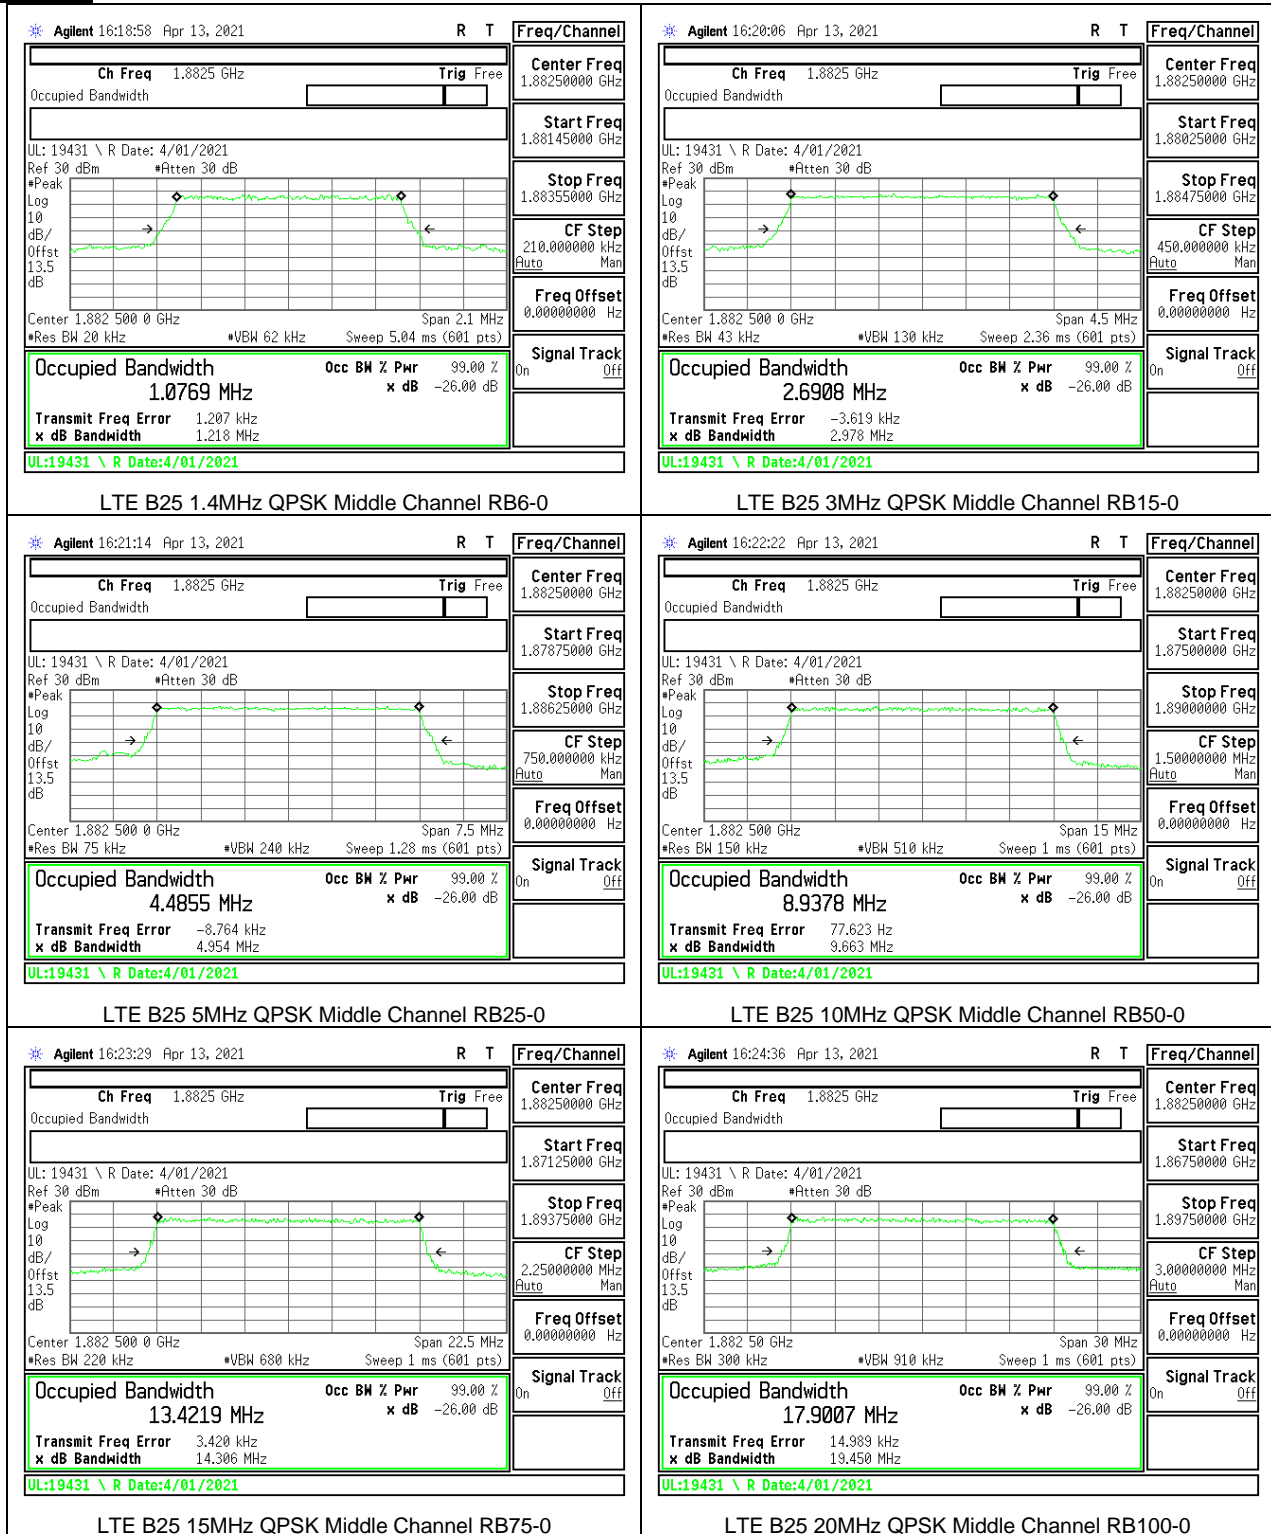 Agilent 16:18:58 Apr 13, 2021 R T Freq/Channel
Ch Freq 1.8825 GHz Trig Free
Occupied Bandwidth
Center Freq
1.88250000 GHz
Start Freq
1.88145000 GHz
UL: 19431 \ R Date: 4/01/2021
Ref 30 dBm #Atten 30 dB
#Peak
Log
10
dB/
Offst
13.5
dB
Stop Freq
1.88355000 GHz
CF Step
210.000000 kHz
Auto Man
Freq Offset
0.00000000 Hz
Center 1.882 500 0 GHz Span 2.1 MHz
#Res BW 20 kHz #VBW 62 kHz Sweep 5.04 ms (601 pts)
Signal Track
On Off
Occupied Bandwidth Occ BW % Pwr 99.00 %
1.0769 MHz x dB -26.00 dB
Transmit Freq Error 1.207 kHz
x dB Bandwidth 1.218 MHz
UL:19431 \ R Date:4/01/2021
LTE B25 1.4MHz QPSK Middle Channel RB6-0
Agilent 16:20:06 Apr 13, 2021 R T Freq/Channel
Ch Freq 1.8825 GHz Trig Free
Occupied Bandwidth
Center Freq
1.88250000 GHz
Start Freq
1.88025000 GHz
UL: 19431 \ R Date: 4/01/2021
Ref 30 dBm #Atten 30 dB
#Peak
Log
10
dB/
Offst
13.5
dB
Stop Freq
1.88475000 GHz
CF Step
450.000000 kHz
Auto Man
Freq Offset
0.00000000 Hz
Center 1.882 500 0 GHz Span 4.5 MHz
#Res BW 43 kHz #VBW 130 kHz Sweep 2.36 ms (601 pts)
Signal Track
On Off
Occupied Bandwidth Occ BW % Pwr 99.00 %
2.6908 MHz x dB -26.00 dB
Transmit Freq Error -3.619 kHz
x dB Bandwidth 2.978 MHz
UL:19431 \ R Date:4/01/2021
LTE B25 3MHz QPSK Middle Channel RB15-0
Agilent 16:21:14 Apr 13, 2021 R T Freq/Channel
Ch Freq 1.8825 GHz Trig Free
Occupied Bandwidth
Center Freq
1.88250000 GHz
Start Freq
1.87875000 GHz
UL: 19431 \ R Date: 4/01/2021
Ref 30 dBm #Atten 30 dB
#Peak
Log
10
dB/
Offst
13.5
dB
Stop Freq
1.88625000 GHz
CF Step
750.000000 kHz
Auto Man
Freq Offset
0.00000000 Hz
Center 1.882 500 0 GHz Span 7.5 MHz
#Res BW 75 kHz #VBW 240 kHz Sweep 1.28 ms (601 pts)
Signal Track
On Off
Occupied Bandwidth Occ BW % Pwr 99.00 %
4.4855 MHz x dB -26.00 dB
Transmit Freq Error -8.764 kHz
x dB Bandwidth 4.954 MHz
UL:19431 \ R Date:4/01/2021
LTE B25 5MHz QPSK Middle Channel RB25-0
Agilent 16:22:22 Apr 13, 2021 R T Freq/Channel
Ch Freq 1.8825 GHz Trig Free
Occupied Bandwidth
Center Freq
1.88250000 GHz
Start Freq
1.87500000 GHz
UL: 19431 \ R Date: 4/01/2021
Ref 30 dBm #Atten 30 dB
#Peak
Log
10
dB/
Offst
13.5
dB
Stop Freq
1.89000000 GHz
CF Step
1.50000000 MHz
Auto Man
Freq Offset
0.00000000 Hz
Center 1.882 500 GHz Span 15 MHz
#Res BW 150 kHz #VBW 510 kHz Sweep 1 ms (601 pts)
Signal Track
On Off
Occupied Bandwidth Occ BW % Pwr 99.00 %
8.9378 MHz x dB -26.00 dB
Transmit Freq Error 77.623 Hz
x dB Bandwidth 9.663 MHz
UL:19431 \ R Date:4/01/2021
LTE B25 10MHz QPSK Middle Channel RB50-0
Agilent 16:23:29 Apr 13, 2021 R T Freq/Channel
Ch Freq 1.8825 GHz Trig Free
Occupied Bandwidth
Center Freq
1.88250000 GHz
Start Freq
1.87125000 GHz
UL: 19431 \ R Date: 4/01/2021
Ref 30 dBm #Atten 30 dB
#Peak
Log
10
dB/
Offst
13.5
dB
Stop Freq
1.89375000 GHz
CF Step
2.25000000 MHz
Auto Man
Freq Offset
0.00000000 Hz
Center 1.882 500 0 GHz Span 22.5 MHz
#Res BW 220 kHz #VBW 680 kHz Sweep 1 ms (601 pts)
Signal Track
On Off
Occupied Bandwidth Occ BW % Pwr 99.00 %
13.4219 MHz x dB -26.00 dB
Transmit Freq Error 3.420 kHz
x dB Bandwidth 14.306 MHz
UL:19431 \ R Date:4/01/2021
LTE B25 15MHz QPSK Middle Channel RB75-0
Agilent 16:24:36 Apr 13, 2021 R T Freq/Channel
Ch Freq 1.8825 GHz Trig Free
Occupied Bandwidth
Center Freq
1.88250000 GHz
Start Freq
1.86750000 GHz
UL: 19431 \ R Date: 4/01/2021
Ref 30 dBm #Atten 30 dB
#Peak
Log
10
dB/
Offst
13.5
dB
Stop Freq
1.89750000 GHz
CF Step
3.00000000 MHz
Auto Man
Freq Offset
0.00000000 Hz
Center 1.882 50 GHz Span 30 MHz
#Res BW 300 kHz #VBW 910 kHz Sweep 1 ms (601 pts)
Signal Track
On Off
Occupied Bandwidth Occ BW % Pwr 99.00 %
17.9007 MHz x dB -26.00 dB
Transmit Freq Error 14.989 kHz
x dB Bandwidth 19.450 MHz
UL:19431 \ R Date:4/01/2021
LTE B25 20MHz QPSK Middle Channel RB100-0